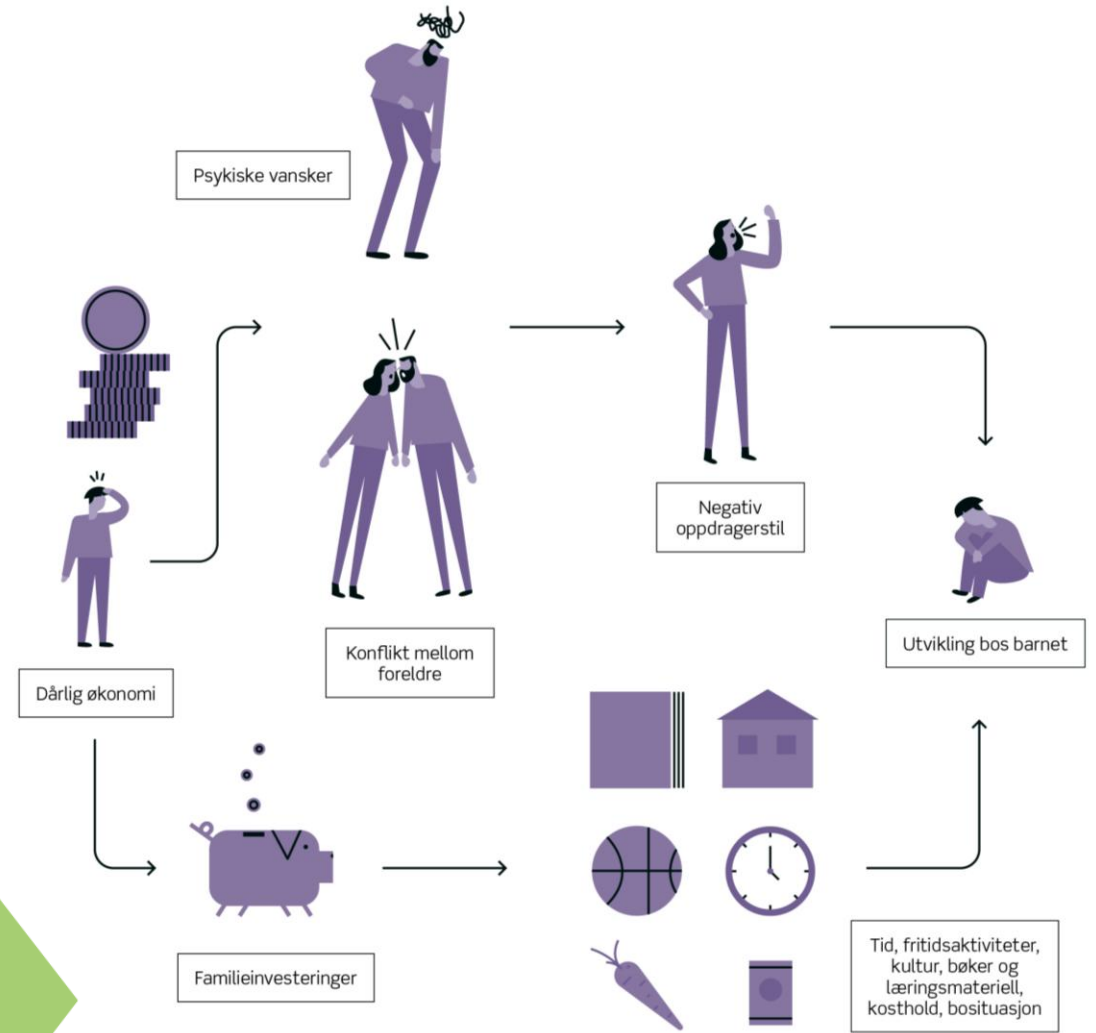 Psykiske vansker
Negativ
oppdragerstil
Konflikt mellom
foreldre
Utvikling bos barnet
Dårlig økonomi
Familieinvesteringer
Tid, fritidsaktiviteter,
kultur, bøker og
læringsmateriell,
kosthold, bosituasjon